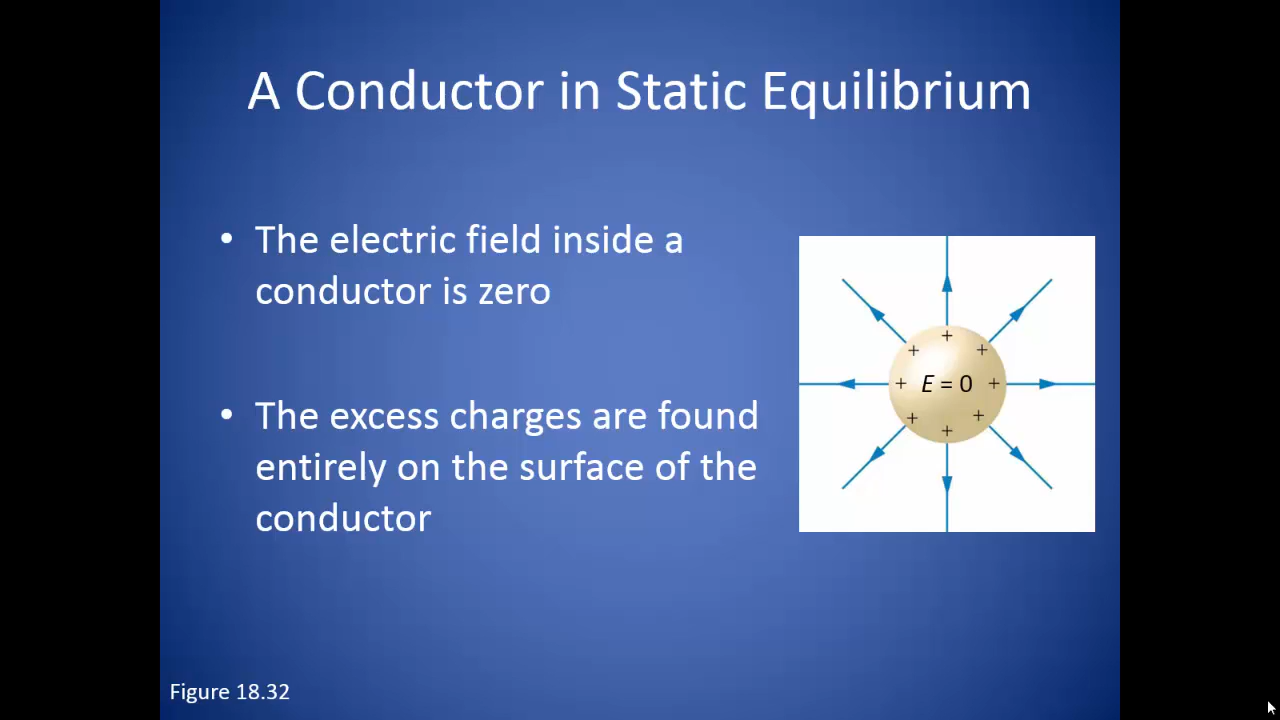 A Conductor in Static Equilibrium
• The electric field inside a
conductor is zero
• The excess charges are found
entirely on the surface of the
conductor
+
+ +
+ E = 0 +
+ +
+
Figure 18.32